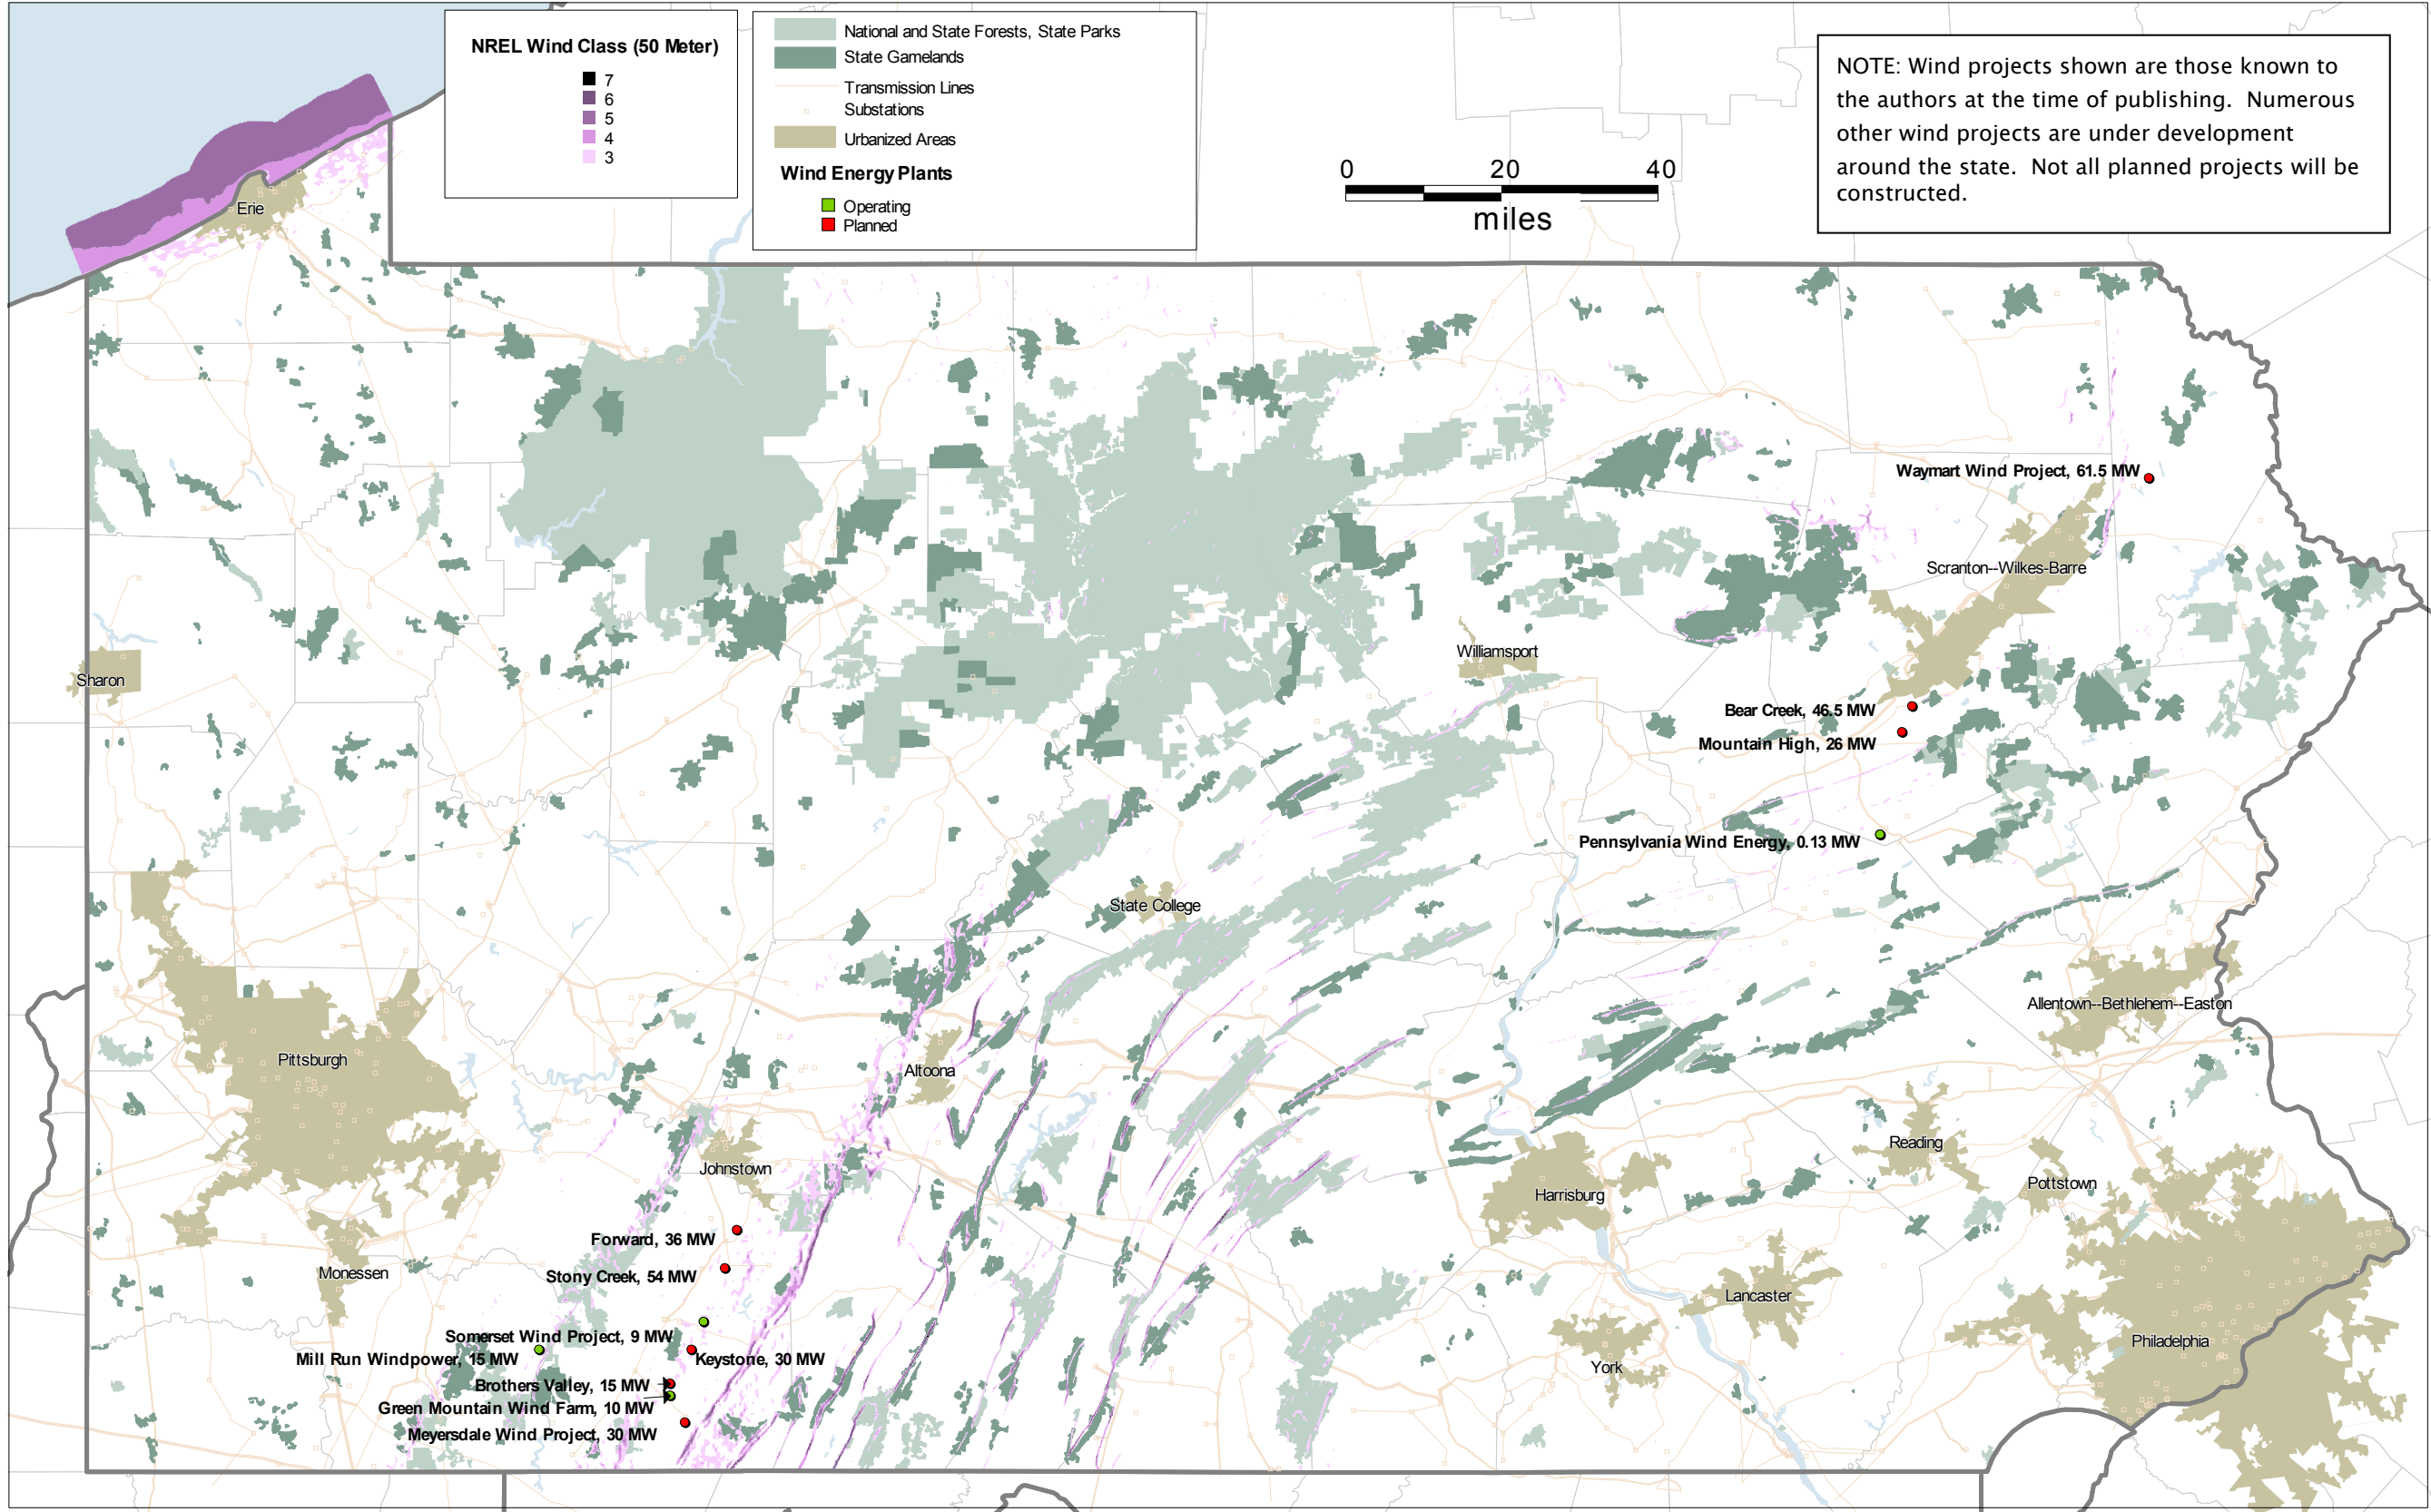 NREL Wind Class (50 Meter)
7
6
5
4
3
National and State Forests, State Parks
State Gamelands
Transmission Lines
Substations
Urbanized Areas
Wind Energy Plants
Operating
Planned
0 20 40
miles
NOTE: Wind projects shown are those known to
the authors at the time of publishing. Numerous
other wind projects are under development
around the state. Not all planned projects will be
constructed.
Erie
Waymart Wind Project, 61.5 MW
Scranton--Wilkes-Barre
Williamsport
Sharon
Bear Creek, 46.5 MW
Mountain High, 26 MW
Pennsylvania Wind Energy, 0.13 MW
State College
Allentown--Bethlehem--Easton
Pittsburgh
Altoona
Reading
Johnstown
Pottstown
Harrisburg
Forward, 36 MW
Monessen
Stony Creek, 54 MW
Lancaster
Somerset Wind Project, 9 MW
Philadelphia
Mill Run Windpower, 15 MW
Keystone, 30 MW
York
Brothers Valley, 15 MW
Green Mountain Wind Farm, 10 MW
Meyersdale Wind Project, 30 MW